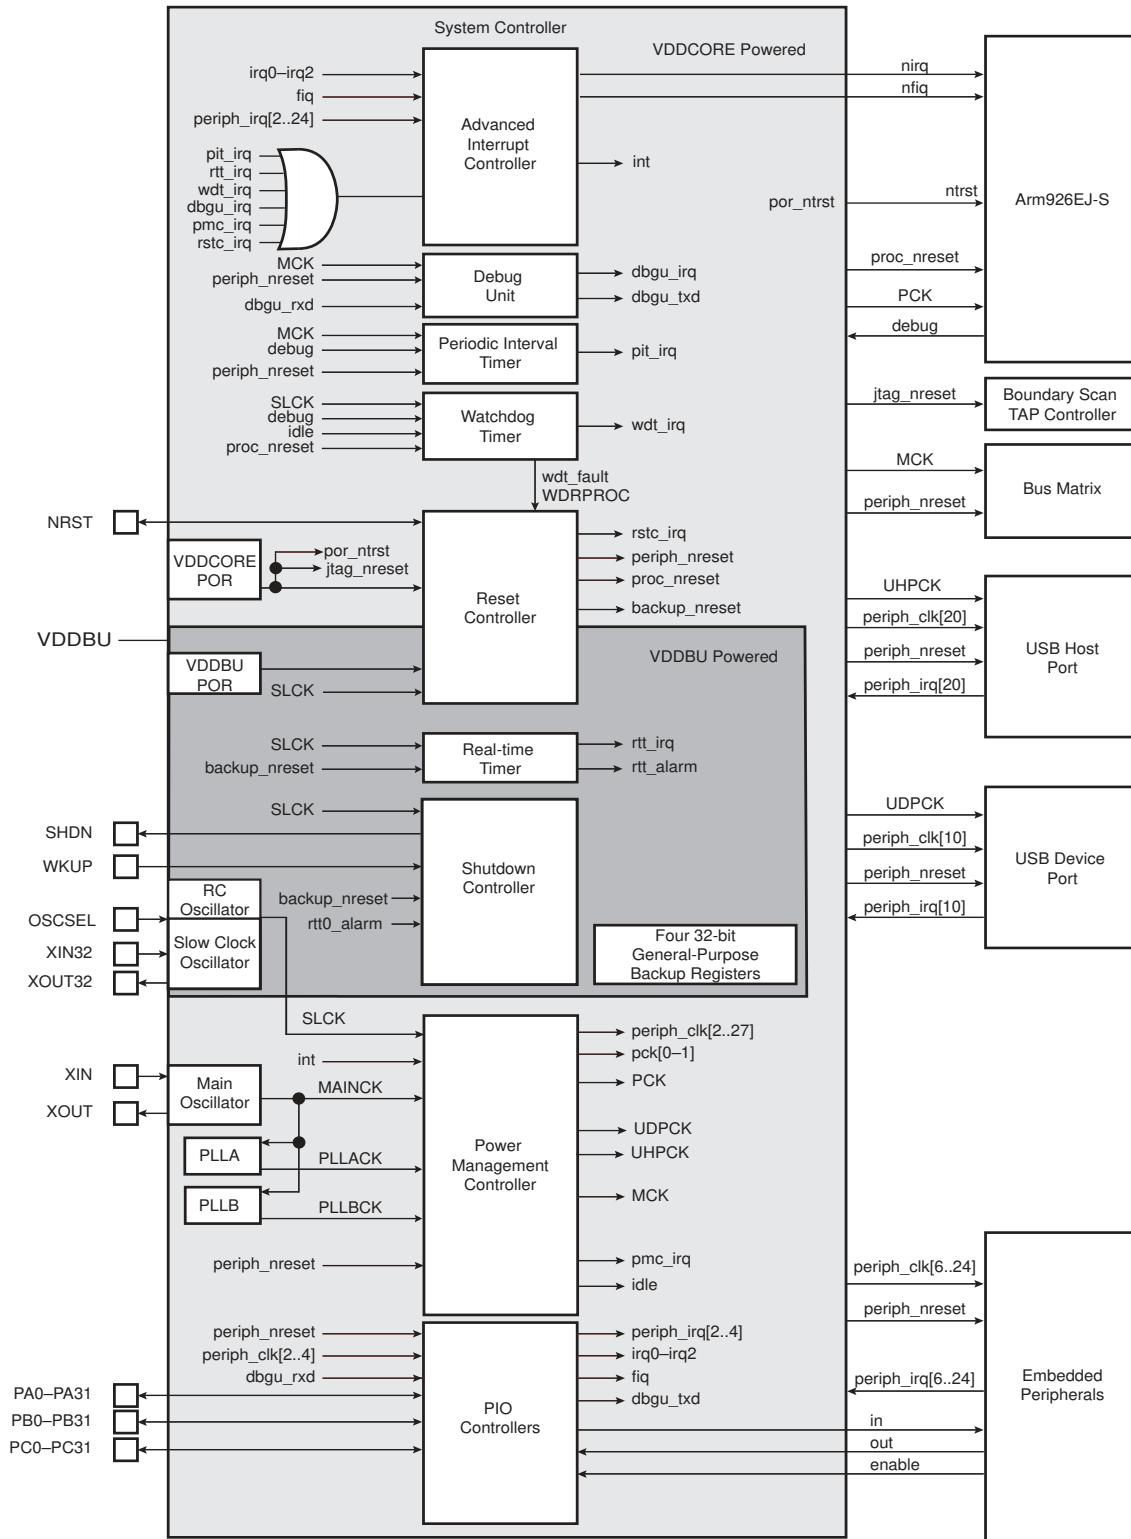 System Controller
VDDCORE Powered
irq0–irq2
fiq
periph_irq[2..24]
Advanced
Interrupt
Controller
pit_irq
rtt_irq
wdt_irq
dbgu_irq
pmc_irq
rstc_irq
int
por_ntrst
nirq
nfiq
ntrst
Arm926EJ-S
proc_nreset
PCK
debug
MCK
periph_nreset
dbgu_rxd
Debug
Unit
dbgu_irq
dbgu_txd
MCK
debug
periph_nreset
Periodic Interval
Timer
pit_irq
SLCK
debug
idle
proc_nreset
Watchdog
Timer
wdt_irq
wdt_fault
WDRPROC
jtag_nreset
Boundary Scan
TAP Controller
MCK
periph_nreset
Bus Matrix
NRST
VDDCORE
POR
por_ntrst
jtag_nreset
Reset
Controller
rstc_irq
periph_nreset
proc_nreset
backup_nreset
VDDBU
VDDBU
POR
SLCK
VDDBU Powered
UHPCK
periph_clk[20]
periph_nreset
periph_irq[20]
USB Host
Port
SLCK
backup_nreset
Real-time
Timer
rtt_irq
rtt_alarm
SLCK
SHDN
WKUP
backup_nreset
rtt0_alarm
Shutdown
Controller
UDPCK
periph_clk[10]
periph_nreset
periph_irq[10]
USB Device
Port
RC
Oscillator
OSCSEL
XIN32
XOUT32
Slow Clock
Oscillator
Four 32-bit
General-Purpose
Backup Registers
SLCK
int
XIN
XOUT
Main
Oscillator
MAINCK
PLLA
PLLACK
PLLB
PLLBCK
periph_nreset
Power
Management
Controller
periph_clk[2..27]
pck[0–1]
PCK
UDPCK
UHPCK
MCK
pmc_irq
idle
periph_nreset
periph_clk[2..4]
dbgu_rxd
PA0–PA31
PB0–PB31
PC0–PC31
PIO
Controllers
periph_irq[2..4]
irq0–irq2
fiq
dbgu_txd
periph_clk[6..24]
periph_nreset
periph_irq[6..24]
in
out
enable
Embedded
Peripherals